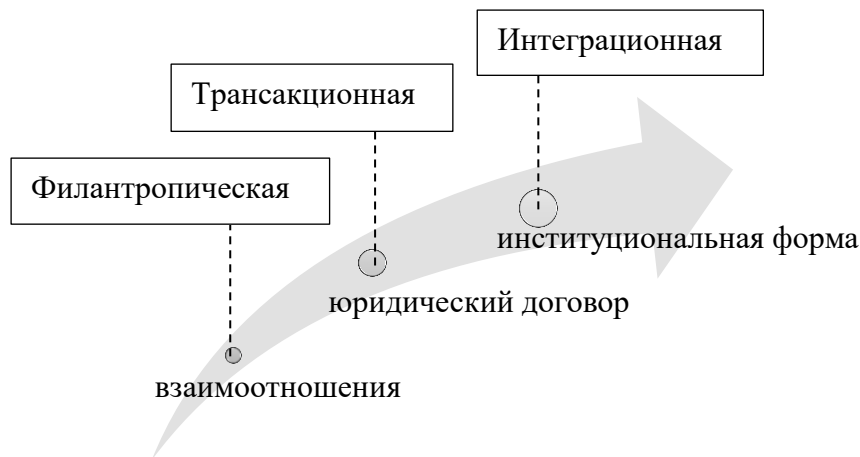 Интеграционная
Трансакционная
Филантропическая
институциональная форма
юридический договор
взаимоотношения